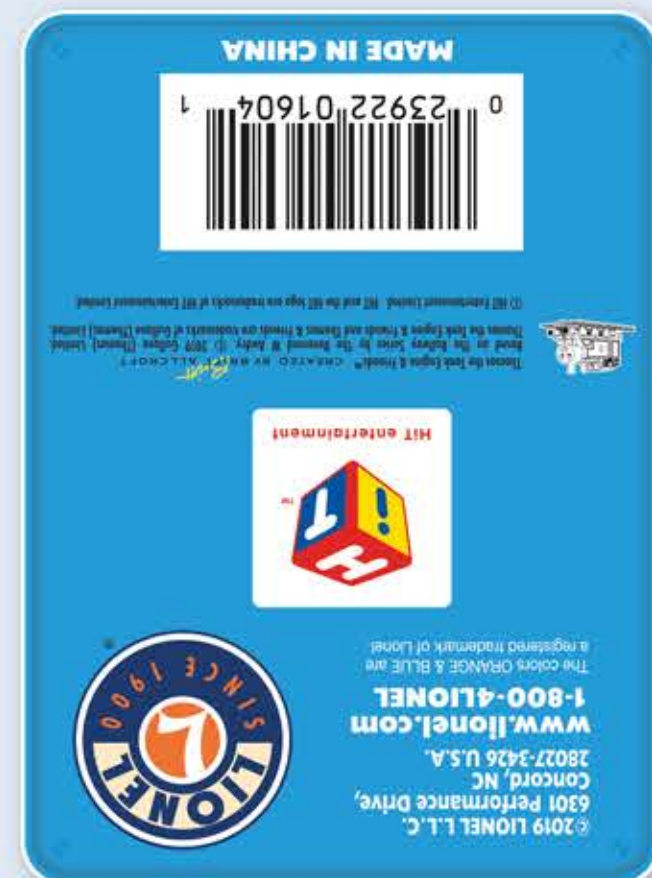 ©2019 LIONEL L.L.C.
6301 Performance Drive,
Concord, NC
28027-3426 U.S.A.
www.lionel.com
1-800-4LIONEL
The colors ORANGE & BLUE are
a registered trademark of Lionel
LIONEL
L
SINCE 1900
H
i
T
™
HiT entertainment
Thomas the Tank Engine & Friends™ CREATED BY BRITT ALLCROFT
Based on The Railway Series by the Reverend W Awdry. © 2019 Gullane (Thomas) Limited.
Thomas the Tank Engine & Friends and Thomas & Friends are trademarks of Gullane (Thomas) Limited.
HIT Entertainment Limited. HIT and the HIT logo are trademarks of HIT Entertainment Limited.
0 23922 01604 1
MADE IN CHINA